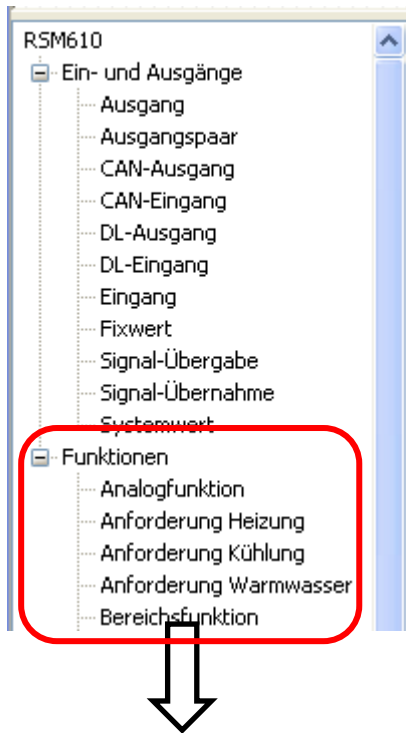 RSM610
Ein- und Ausgänge
Ausgang
Ausgangspaar
CAN-Ausgang
CAN-Eingang
DL-Ausgang
DL-Eingang
Eingang
Fixwert
Signal-Übergabe
Signal-Übernahme
Systemwert
Funktionen
Analogfunktion
Anforderung Heizung
Anforderung Kühlung
Anforderung Warmwasser
Bereichsfunktion